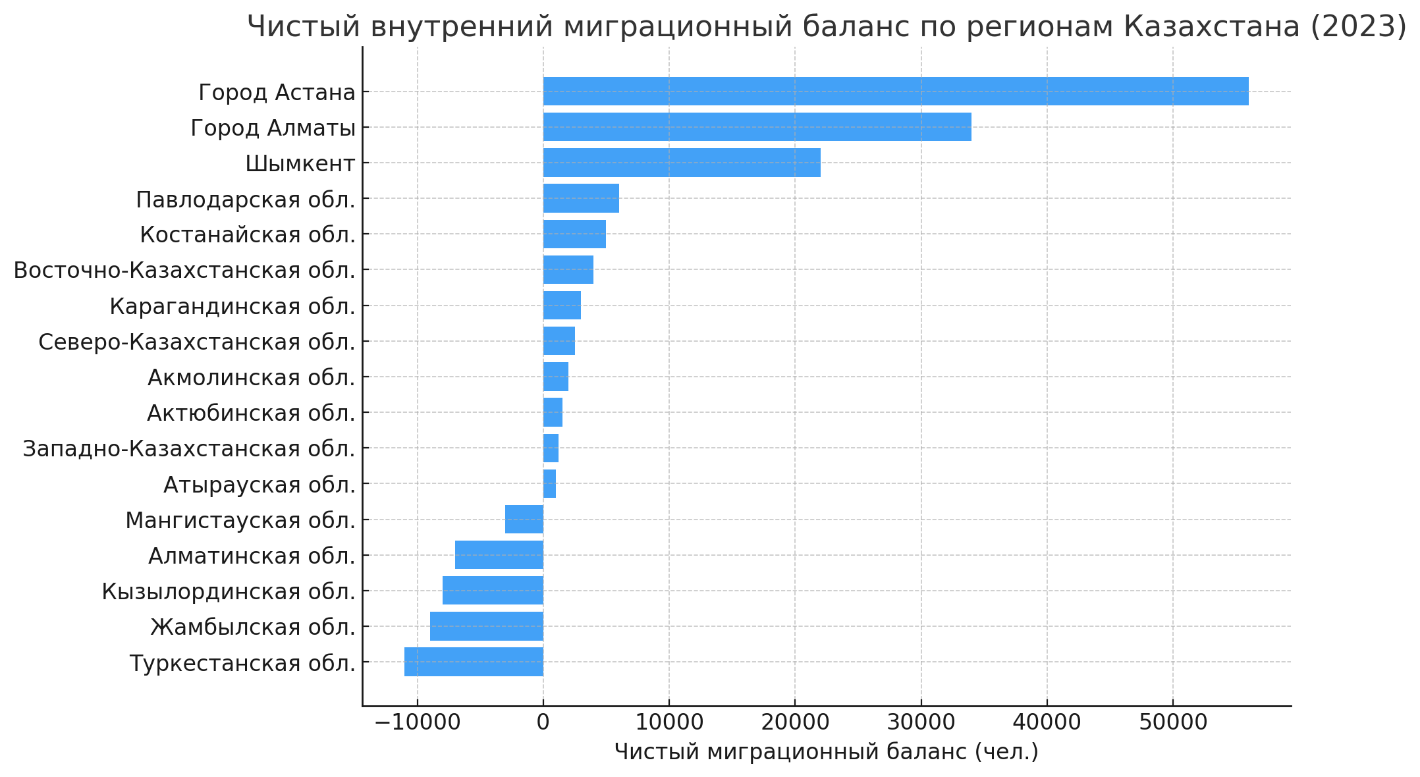 Чистый внутренний миграционный баланс по регионам Казахстана (2023)
Город Астана
Город Алматы
Шымкент
Павлодарская обл.
Костанайская обл.
Восточно-Казахстанская обл.
Карагандинская обл.
Северо-Казахстанская обл.
Акмолинская обл.
Актюбинская обл.
Западно-Казахстанская обл.
Атырауская обл.
Мангистауская обл.
Алматинская обл.
Кызылординская обл.
Жамбылская обл.
Туркестанская обл.
−10000 0 10000 20000 30000 40000 50000
Чистый миграционный баланс (чел.)